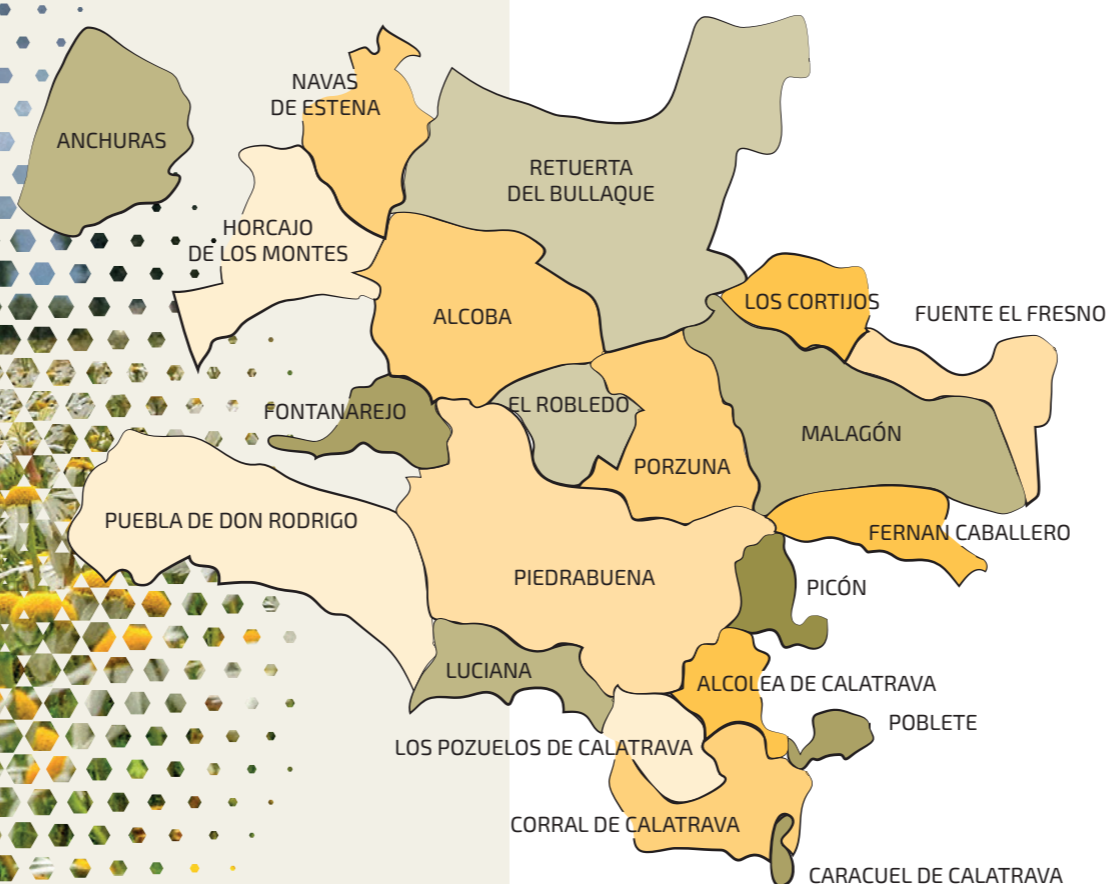 NAVAS
DE ESTENA
ANCHURAS
RETUERTA
DEL BULLAQUE
HORCAJO
DE LOS MONTES
LOS CORTIJOS
FUENTE EL FRESNO
ALCOBA
FONTANAREJO
EL ROBLEDO
MALAGÓN
PORZUNA
PUEBLA DE DON RODRIGO
FERNAN CABALLERO
PIEDRABUENA
PICÓN
LUCIANA
ALCOLEA DE CALATRAVA
POBLETE
LOS POZUELOS DE CALATRAVA
CORRAL DE CALATRAVA
CARACUEL DE CALATRAVA